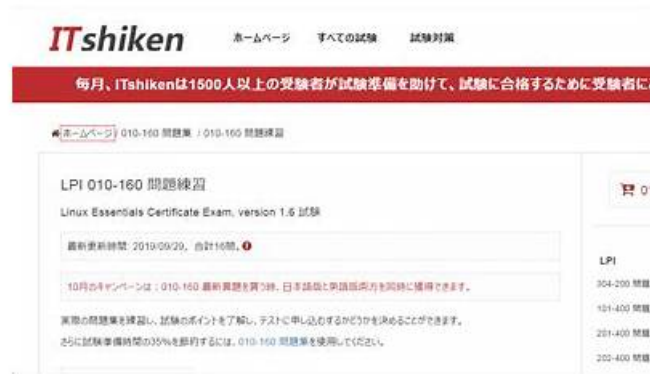 ITshiken
ホームページ すべての試験 試験対策
毎月、ITshikenは1500人以上の受験者が試験準備を助けて、試験に合格するために受験者に
ホームページ / 010-160 問題集 / 010-160 問題練習
LPI 010-160 問題練習
Linux Essentials Certificate Exam, version 1.6 試験
最新更新時間: 2019/09/29, 合計16問.
10月のキャンペーンは:010-160 最新真題を買う時、日本語版と英語版両方を同時に獲得できます。
実際の問題集を練習し、試験のポイントを了解し、テストに申し込むするかどうかを決めることができます。
さらに試験準備時間の35%を節約するには、010-160 問題集を使用してください。
LPI
304-200 問題
101-400 問題
201-400 問題
202-400 問題